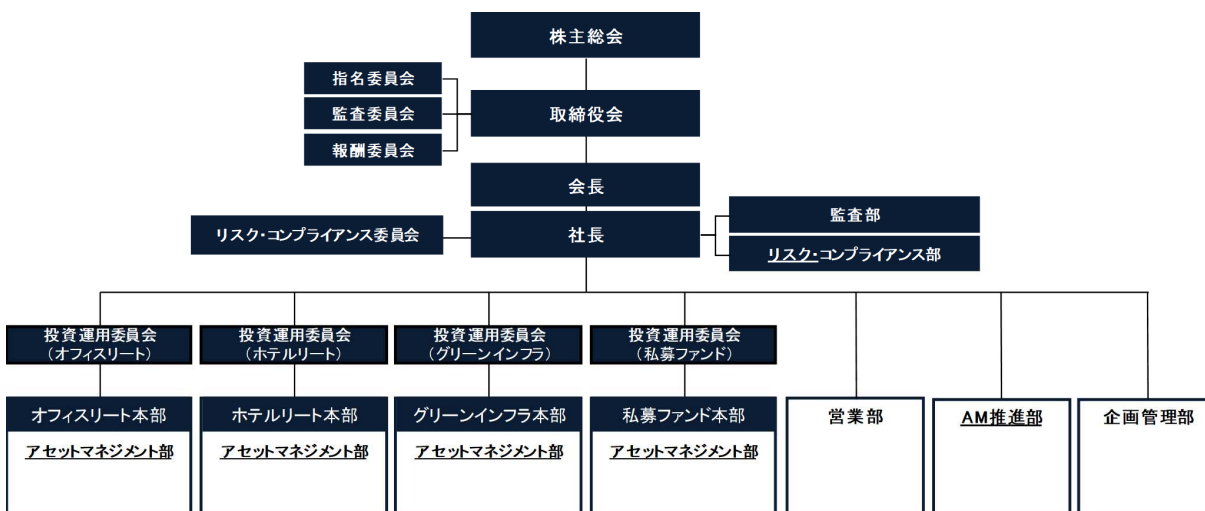 株主総会
指名委員会
監査委員会
報酬委員会
取締役会
会長
社長
リスク・コンプライアンス委員会
監査部
リスク・コンプライアンス部
投資運用委員会
（オフィスリート）
投資運用委員会
（ホテルリート）
投資運用委員会
（グリーンインフラ）
投資運用委員会
（私募ファンド）
オフィスリート本部
アセットマネジメント部
ホテルリート本部
アセットマネジメント部
グリーンインフラ本部
アセットマネジメント部
私募ファンド本部
アセットマネジメント部
営業部
AM推進部
企画管理部